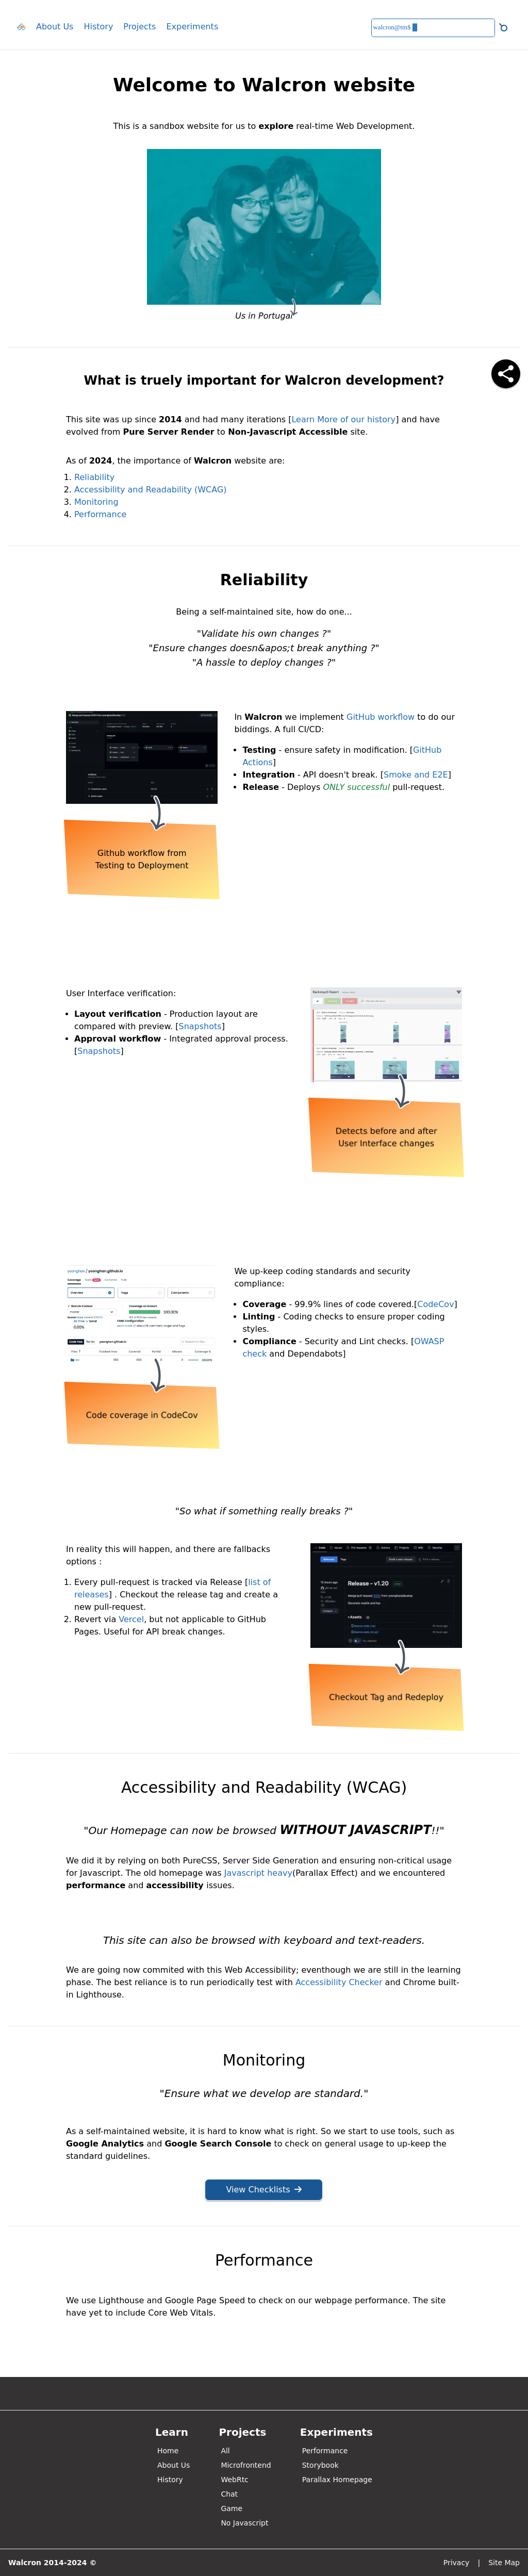 About Us History Projects Experiments
walcron@tm$
Welcome to Walcron website
This is a sandbox website for us to explore real-time Web Development.
Us in Portugal
What is truely important for Walcron development?
This site was up since 2014 and had many iterations [Learn More of our history] and have
evolved from Pure Server Render to Non-Javascript Accessible site.
As of 2024, the importance of Walcron website are:
1. Reliability
2. Accessibility and Readability (WCAG)
3. Monitoring
4. Performance
Reliability
Being a self-maintained site, how do one...
"Validate his own changes ?"
"Ensure changes doesn&apos;t break anything ?"
"A hassle to deploy changes ?"
In Walcron we implement GitHub workflow to do our
biddings. A full CI/CD:
• Testing - ensure safety in modification. [GitHub
Actions]
• Integration - API doesn't break. [Smoke and E2E]
• Release - Deploys ONLY successful pull-request.
Github workflow from
Testing to Deployment
User Interface verification:
• Layout verification - Production layout are
compared with preview. [Snapshots]
• Approval workflow - Integrated approval process.
[Snapshots]
Detects before and after
User Interface changes
We up-keep coding standards and security
compliance:
• Coverage - 99.9% lines of code covered.[CodeCov]
• Linting - Coding checks to ensure proper coding
styles.
• Compliance - Security and Lint checks. [OWASP
check and Dependabots]
Code coverage in CodeCov
"So what if something really breaks ?"
In reality this will happen, and there are fallbacks
options :
1. Every pull-request is tracked via Release [list of
releases] . Checkout the release tag and create a
new pull-request.
2. Revert via Vercel, but not applicable to GitHub
Pages. Useful for API break changes.
Release - v1.20
Checkout Tag and Redeploy
Accessibility and Readability (WCAG)
"Our Homepage can now be browsed WITHOUT JAVASCRIPT!!"
We did it by relying on both PureCSS, Server Side Generation and ensuring non-critical usage
for Javascript. The old homepage was Javascript heavy(Parallax Effect) and we encountered
performance and accessibility issues.
This site can also be browsed with keyboard and text-readers.
We are going now commited with this Web Accessibility; eventhough we are still in the learning
phase. The best reliance is to run periodically test with Accessibility Checker and Chrome built-
in Lighthouse.
Monitoring
"Ensure what we develop are standard."
As a self-maintained website, it is hard to know what is right. So we start to use tools, such as
Google Analytics and Google Search Console to check on general usage to up-keep the
standard guidelines.
View Checklists →
Performance
We use Lighthouse and Google Page Speed to check on our webpage performance. The site
have yet to include Core Web Vitals.
Learn
Home
About Us
History
Projects
All
Microfrontend
WebRtc
Chat
Game
No Javascript
Experiments
Performance
Storybook
Parallax Homepage
Walcron 2014-2024 ©
Privacy | Site Map